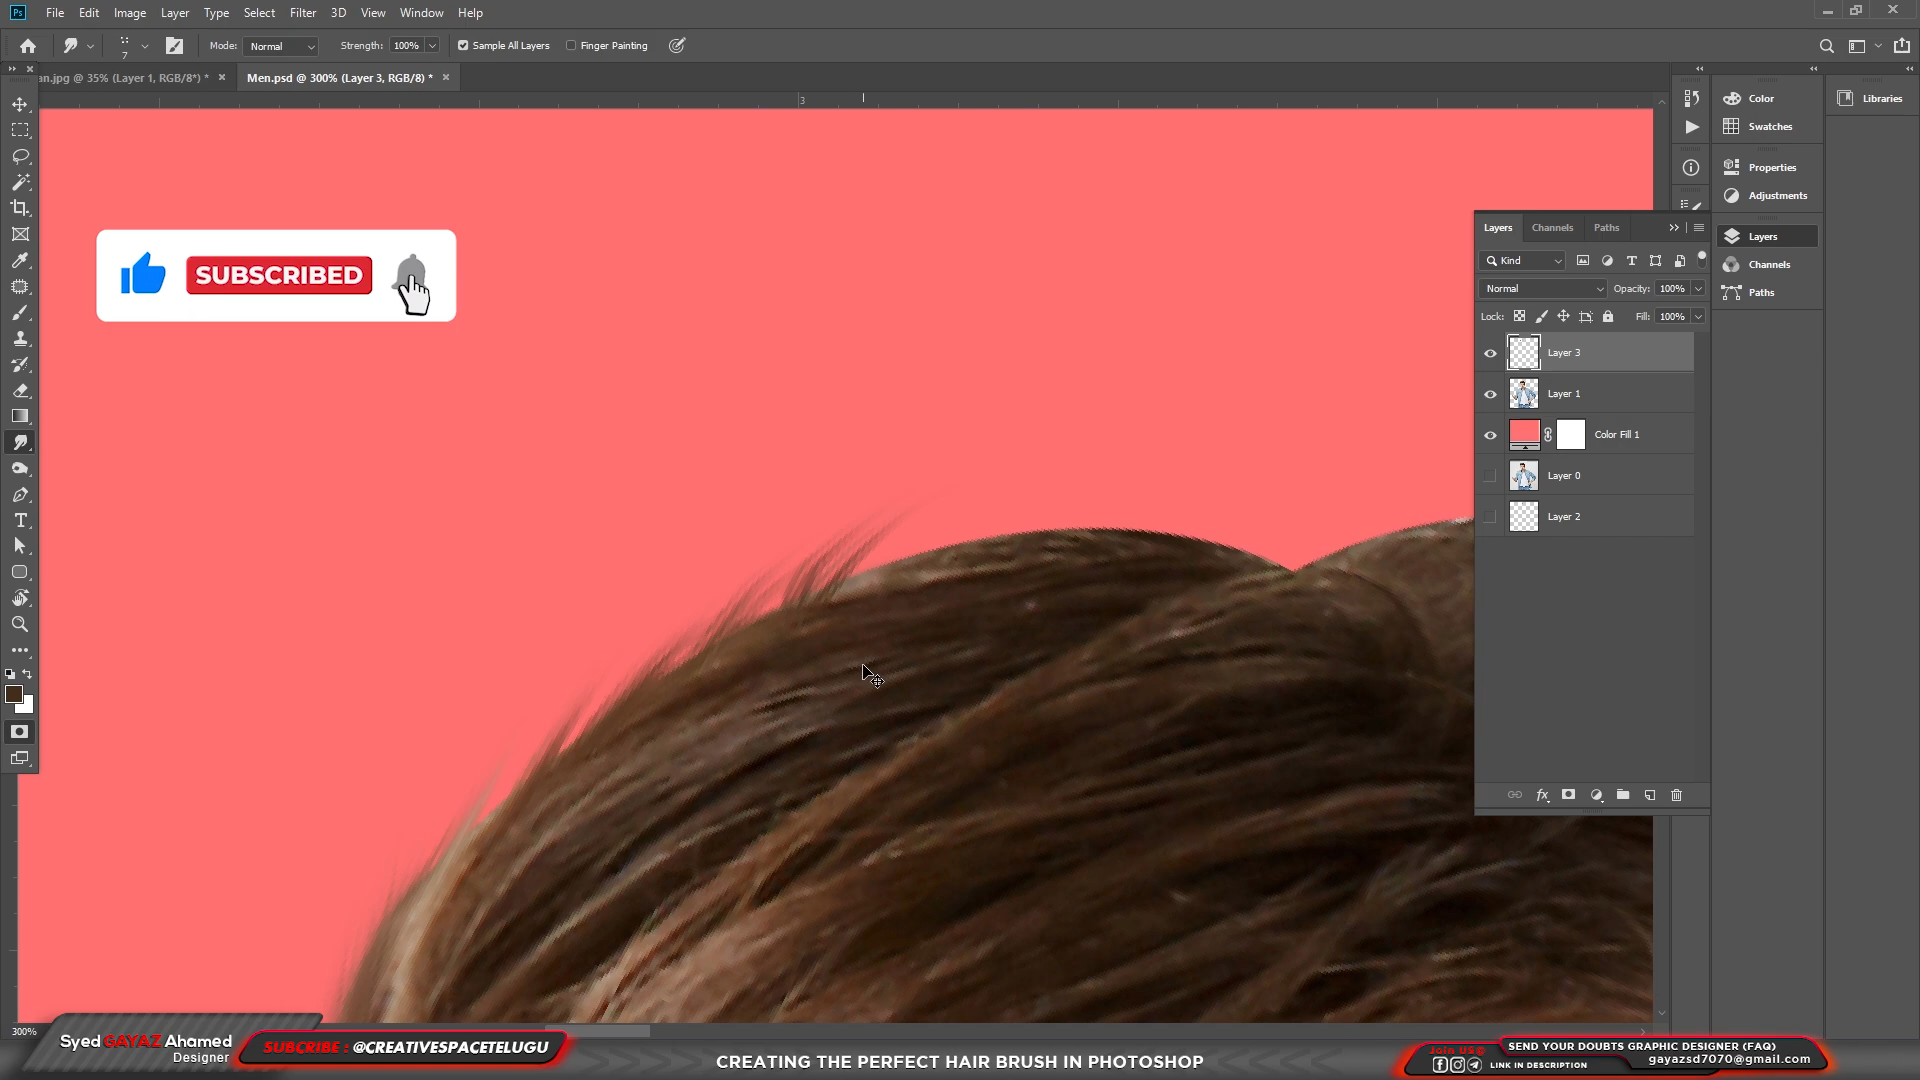 Ps File Edit Image Layer Type Select Filter 3D View Window Help
7 Mode: Normal Strength: 100% Sample All Layers Finger Painting
an.jpg @ 35% (Layer 1, RGB/8*) * × Men.psd @ 300% (Layer 3, RGB/8) * ×
3
SUBSCRIBED
Color
Swatches
Properties
Adjustments
Layers
Channels
Paths
Libraries
Layers Channels Paths
Kind
Normal Opacity: 100%
Lock: Fill: 100%
Layer 3
Layer 1
Color Fill 1
Layer 0
Layer 2
fx
300%
Syed GAYAZ Ahamed
Designer
SUBCRIBE : @CREATIVESPACETELUGU
CREATING THE PERFECT HAIR BRUSH IN PHOTOSHOP
Join US
SEND YOUR DOUBTS GRAPHIC DESIGNER (FAQ)
gayazsd7070@gmail.com
LINK IN DESCRIPTION